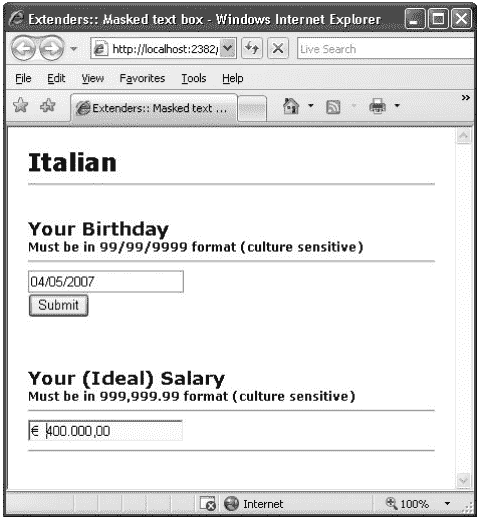 Extenders:: Masked text box - Windows Internet Explorer
http://localhost:2382/
Live Search
File Edit View Favorites Tools Help
Extenders:: Masked text ...
»
Italian
Your Birthday
Must be in 99/99/9999 format (culture sensitive)
04/05/2007
Submit
Your (Ideal) Salary
Must be in 999,999.99 format (culture sensitive)
€ 400.000,00
Internet
100%